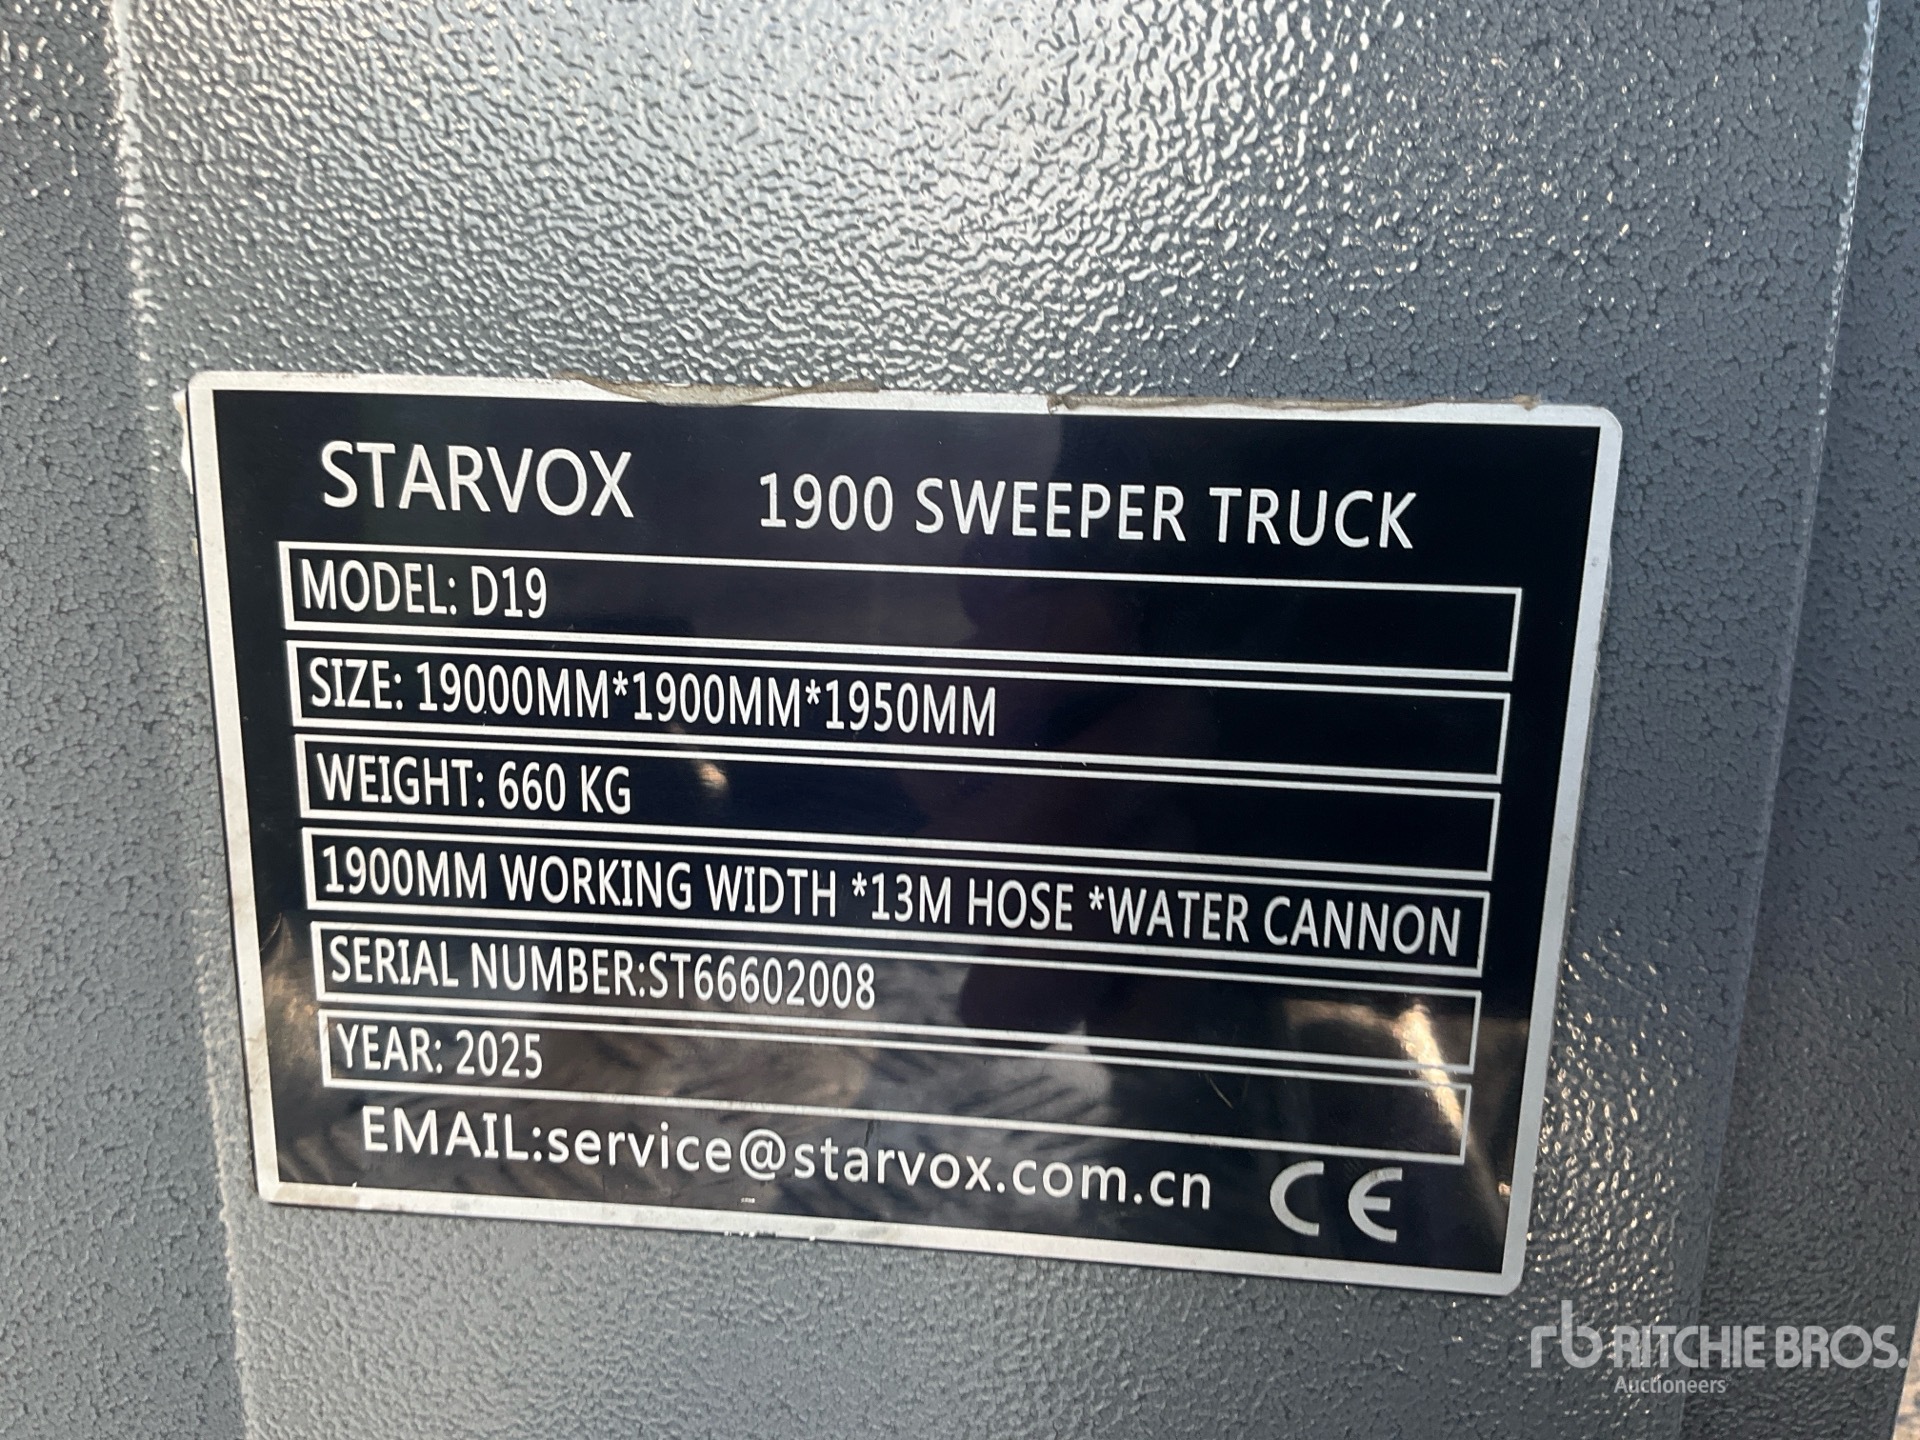 STARVOX 1900 SWEEPER TRUCK
MODEL: D19
SIZE: 19000MM*1900MM*1950MM
WEIGHT: 660 KG
1900MM WORKING WIDTH *13M HOSE *WATER CANNON
SERIAL NUMBER:ST66602008
YEAR: 2025
EMAIL:service@starvox.com.cn CE
rb RITCHIE BROS.
Auctioneers